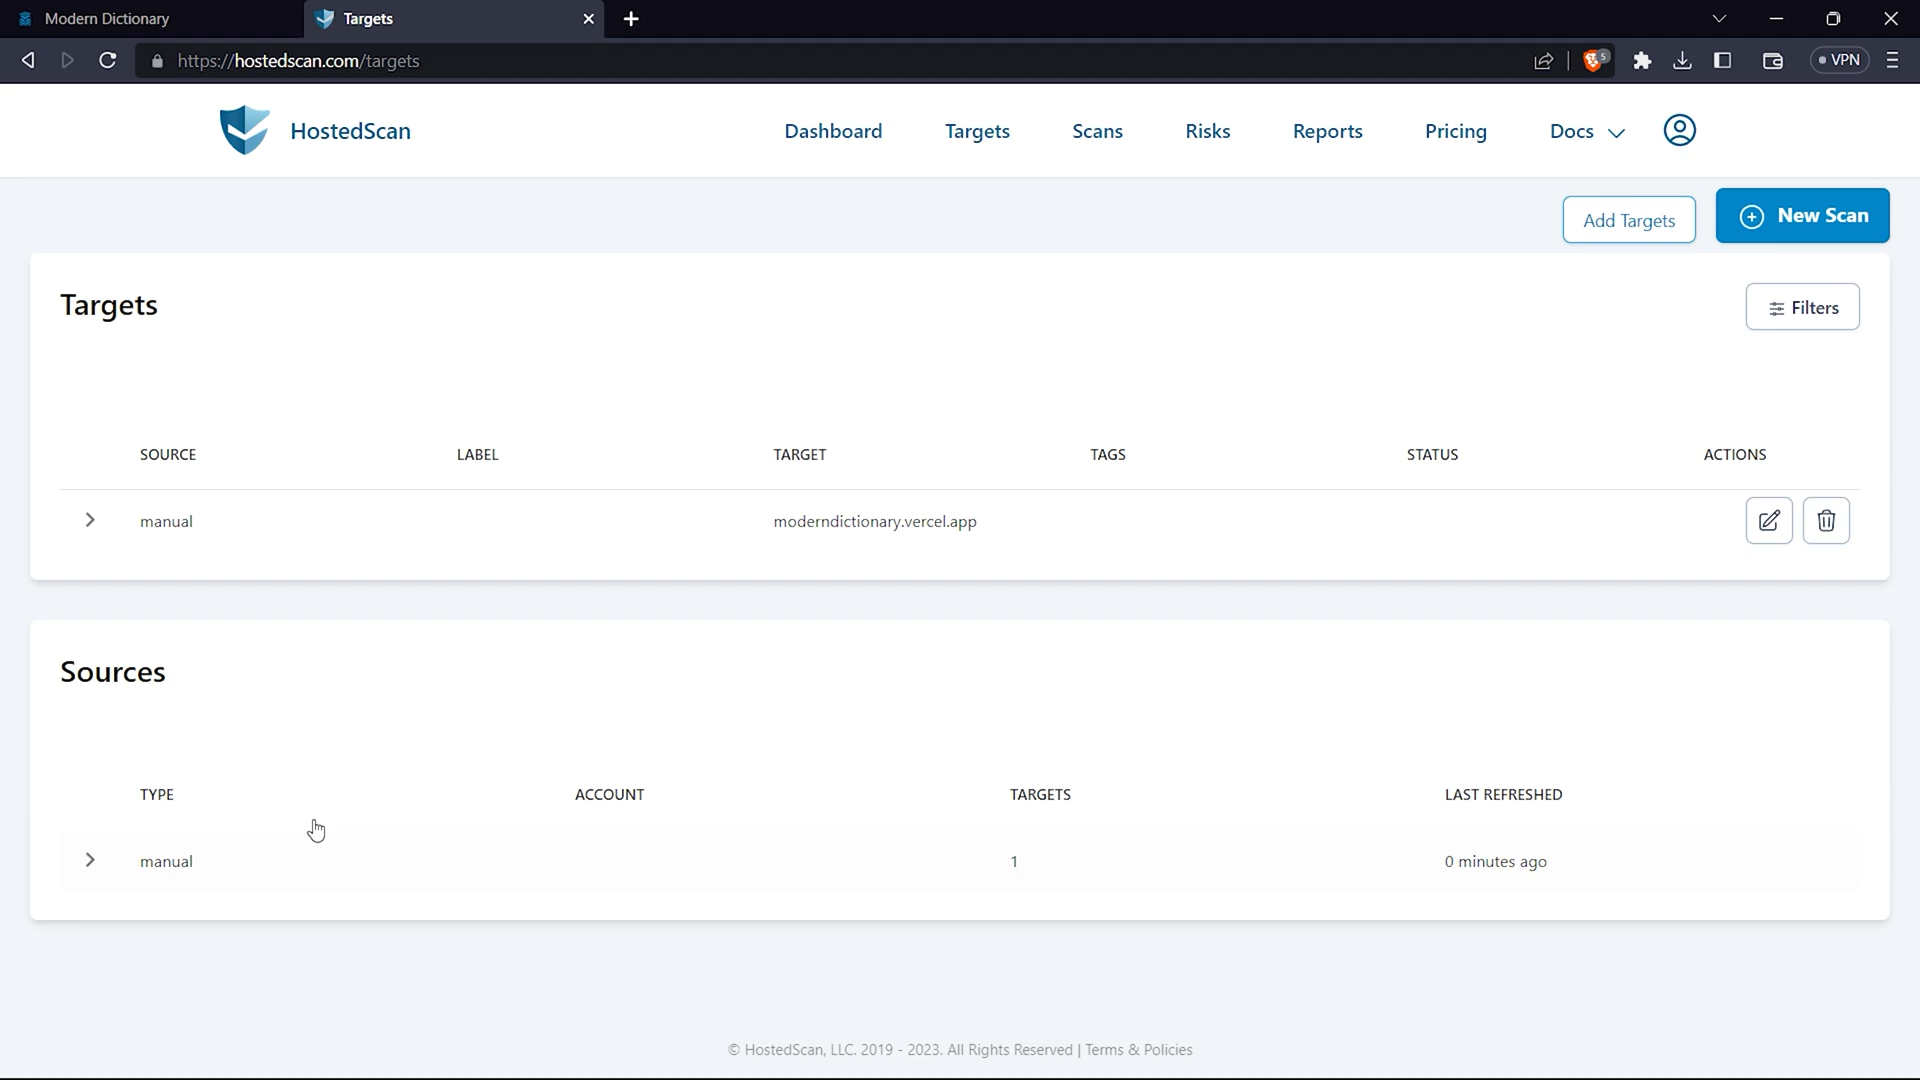 Modern Dictionary Targets
https://hostedscan.com/targets 5 VPN
HostedScan Dashboard Targets Scans Risks Reports Pricing Docs
Add Targets New Scan
Targets Filters
SOURCE LABEL TARGET TAGS STATUS ACTIONS
manual moderndictionary.vercel.app
Sources
TYPE ACCOUNT TARGETS LAST REFRESHED
manual 1 0 minutes ago
© HostedScan, LLC. 2019 - 2023. All Rights Reserved | Terms & Policies